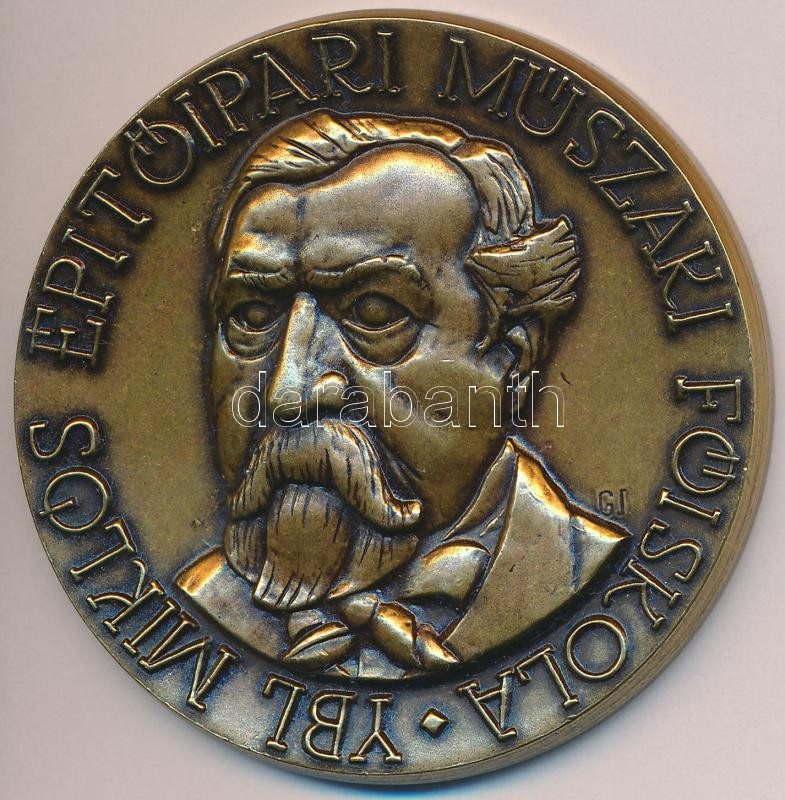 YBL MIKLÓS ÉPITŐIPARI MŰSZAKI FŐISKOLA
GJ
darabanth